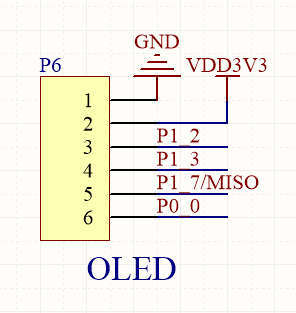 GND
P6
VDD3V3
1
2
3
P1_2
4
P1_3
5
P1_7/MISO
6
P0_0
OLED